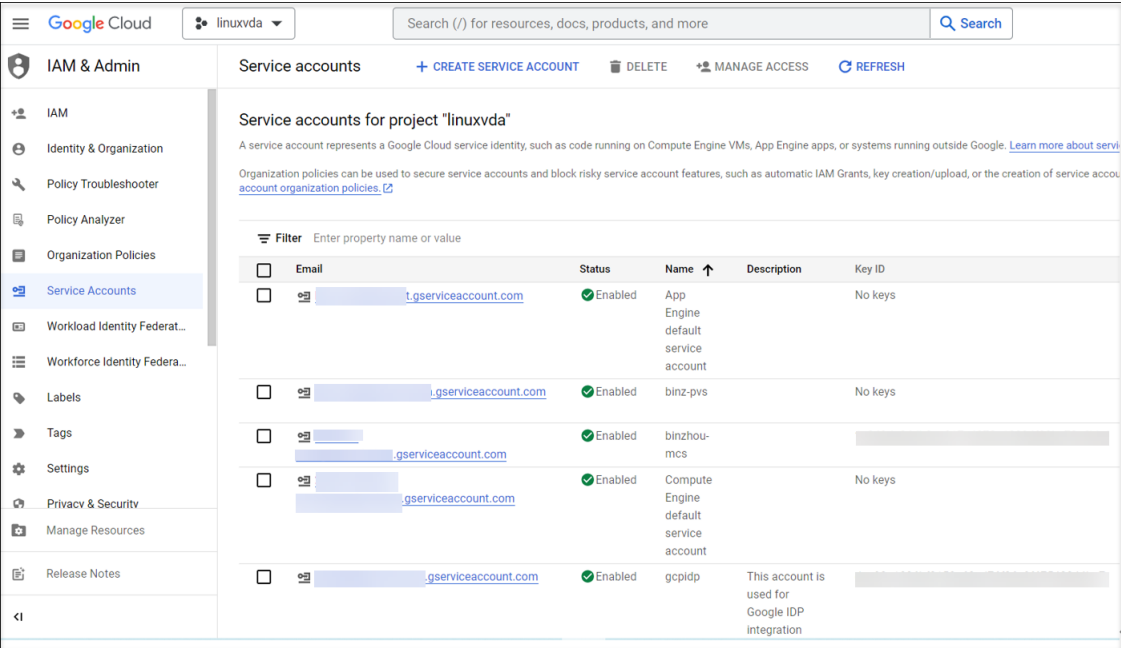 Google Cloud
linuxvda
Search (/) for resources, docs, products, and more
Search
IAM & Admin
IAM
Identity & Organization
Policy Troubleshooter
Policy Analyzer
Organization Policies
Service Accounts
Workload Identity Federat...
Workforce Identity Federa...
Labels
Tags
Settings
Privacy & Security
Manage Resources
Release Notes
Service accounts
CREATE SERVICE ACCOUNT
DELETE
MANAGE ACCESS
REFRESH
Service accounts for project "linuxvda"
A service account represents a Google Cloud service identity, such as code running on Compute Engine VMs, App Engine apps, or systems running outside Google. Learn more about servi
Organization policies can be used to secure service accounts and block risky service account features, such as automatic IAM Grants, key creation/upload, or the creation of service accou
account organization policies.
Filter Enter property name or value
Email Status Name Description Key ID
t.gserviceaccount.com Enabled App No keys
Engine
default
service
account
.gserviceaccount.com Enabled binz-pvs No keys
Enabled binzhou-
.gserviceaccount.com mcs
Enabled Compute No keys
.gserviceaccount.com Engine
default
service
account
.gserviceaccount.com Enabled gcpidp This account is
used for
Google IDP
integration